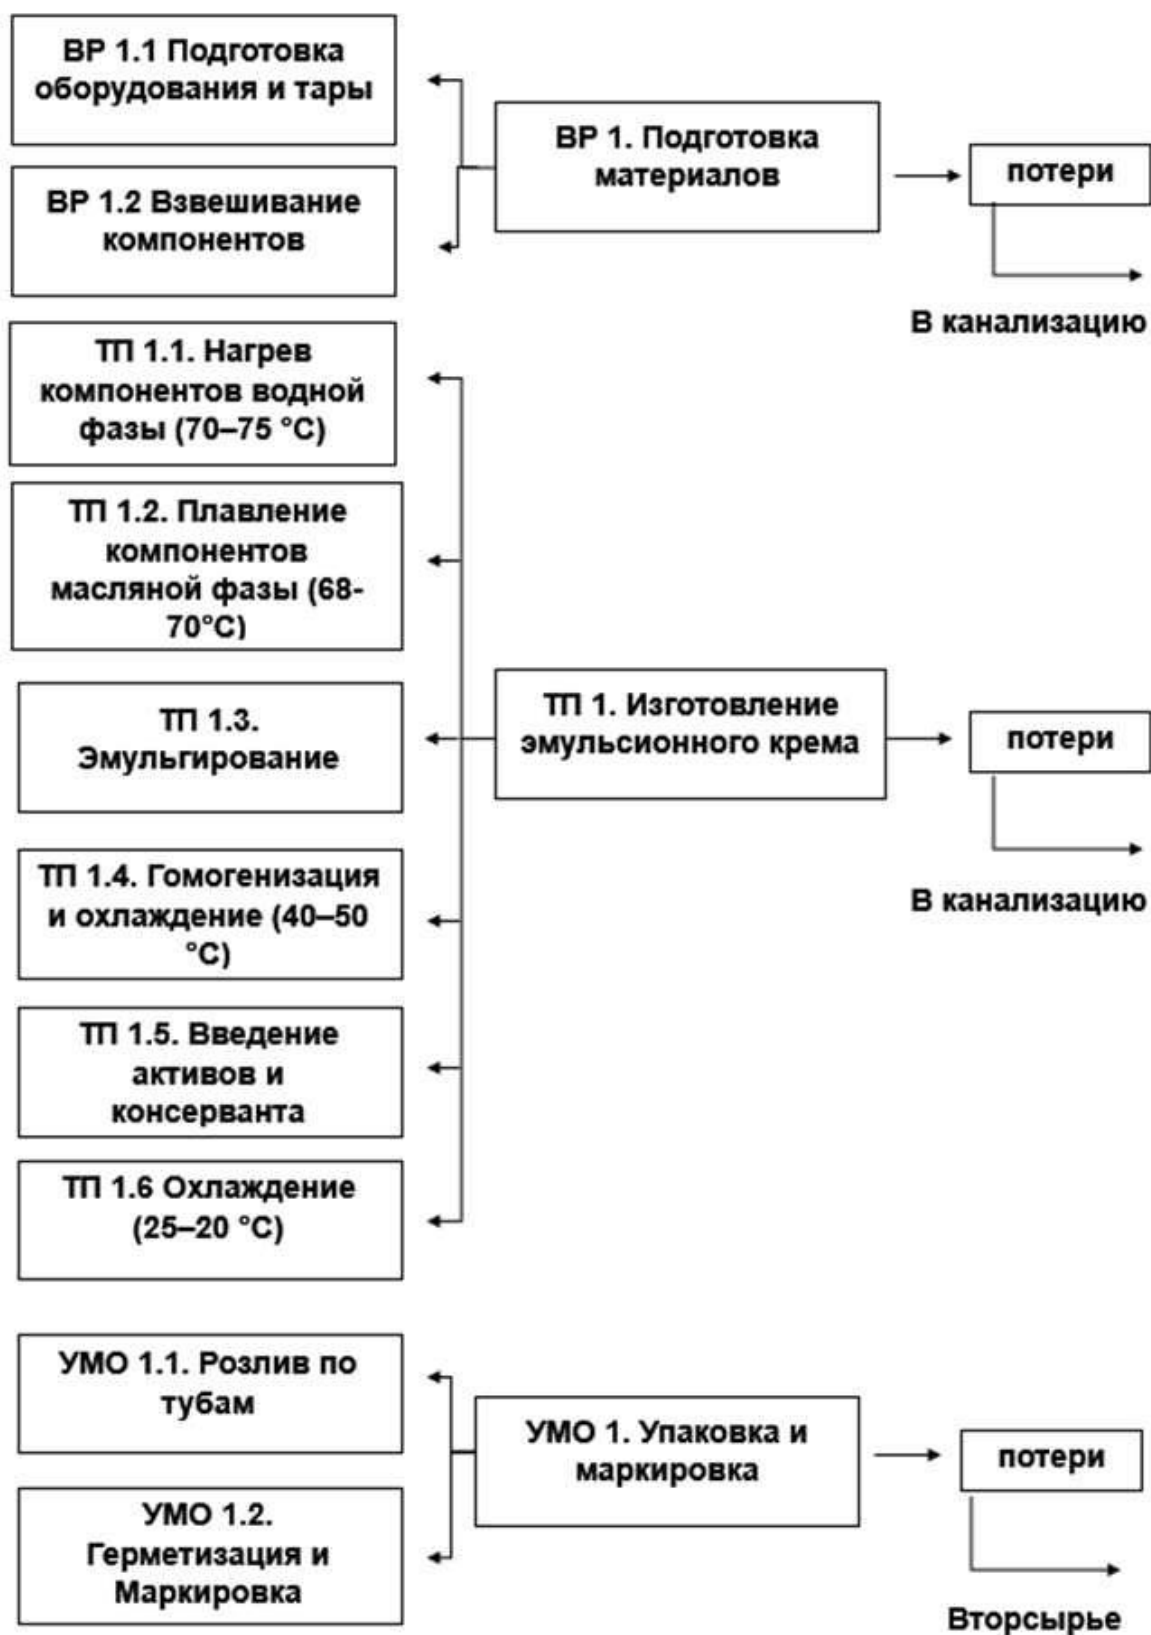 ВР 1.1 Подготовка
оборудования и тары
ВР 1. Подготовка
материалов
потери
ВР 1.2 Взвешивание
компонентов
В канализацию
ТП 1.1. Нагрев
компонентов водной
фазы (70–75 °C)
ТП 1.2. Плавление
компонентов
масляной фазы (68-
70°C)
ТП 1.3.
Эмульгирование
ТП 1. Изготовление
эмульсионного крема
потери
ТП 1.4. Гомогенизация
и охлаждение (40–50
°C)
В канализацию
ТП 1.5. Введение
активов и
консерванта
ТП 1.6 Охлаждение
(25–20 °C)
УМО 1.1. Розлив по
тубам
УМО 1. Упаковка и
маркировка
потери
УМО 1.2.
Герметизация и
Маркировка
Вторсырье